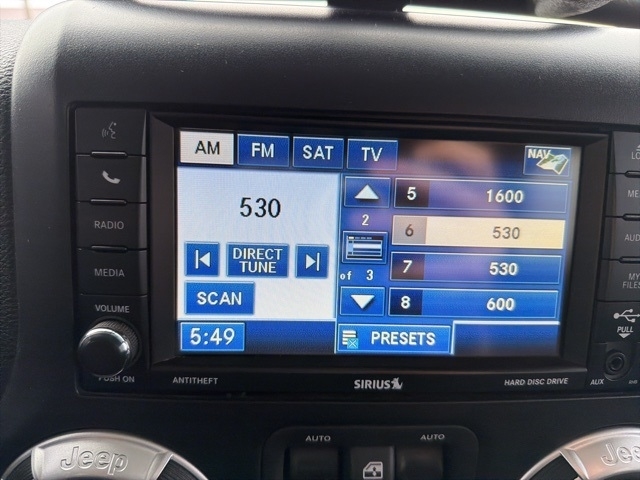 AM FM SAT TV NAV
530
5 1600
2
6 530
DIRECT TUNE
of 3
7 530
SCAN
8 600
5:49
PRESETS
RADIO
MEDIA
VOLUME
PUSH ON
ANTITHEFT
SIRIUS
HARD DISC DRIVE
MY FILES
PULL
AUX
AUTO AUTO
Jeep